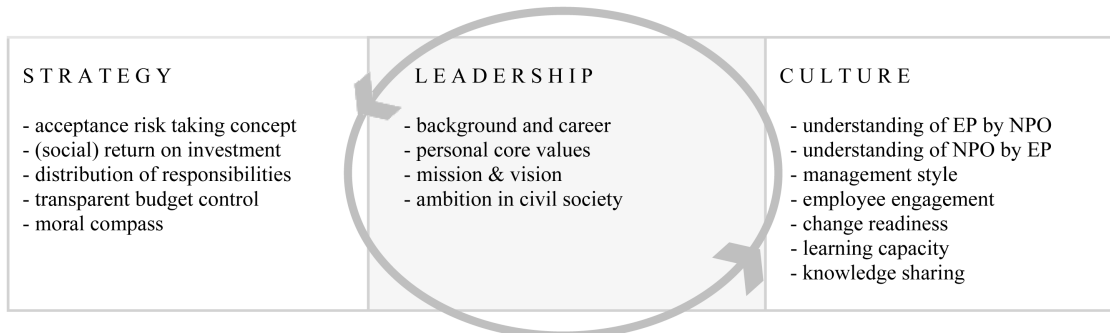 STRATEGY
- acceptance risk taking concept
- (social) return on investment
- distribution of responsibilities
- transparent budget control
- moral compass
LEADERSHIP
- background and career
- personal core values
- mission & vision
- ambition in civil society
CULTURE
- understanding of EP by NPO
- understanding of NPO by EP
- management style
- employee engagement
- change readiness
- learning capacity
- knowledge sharing